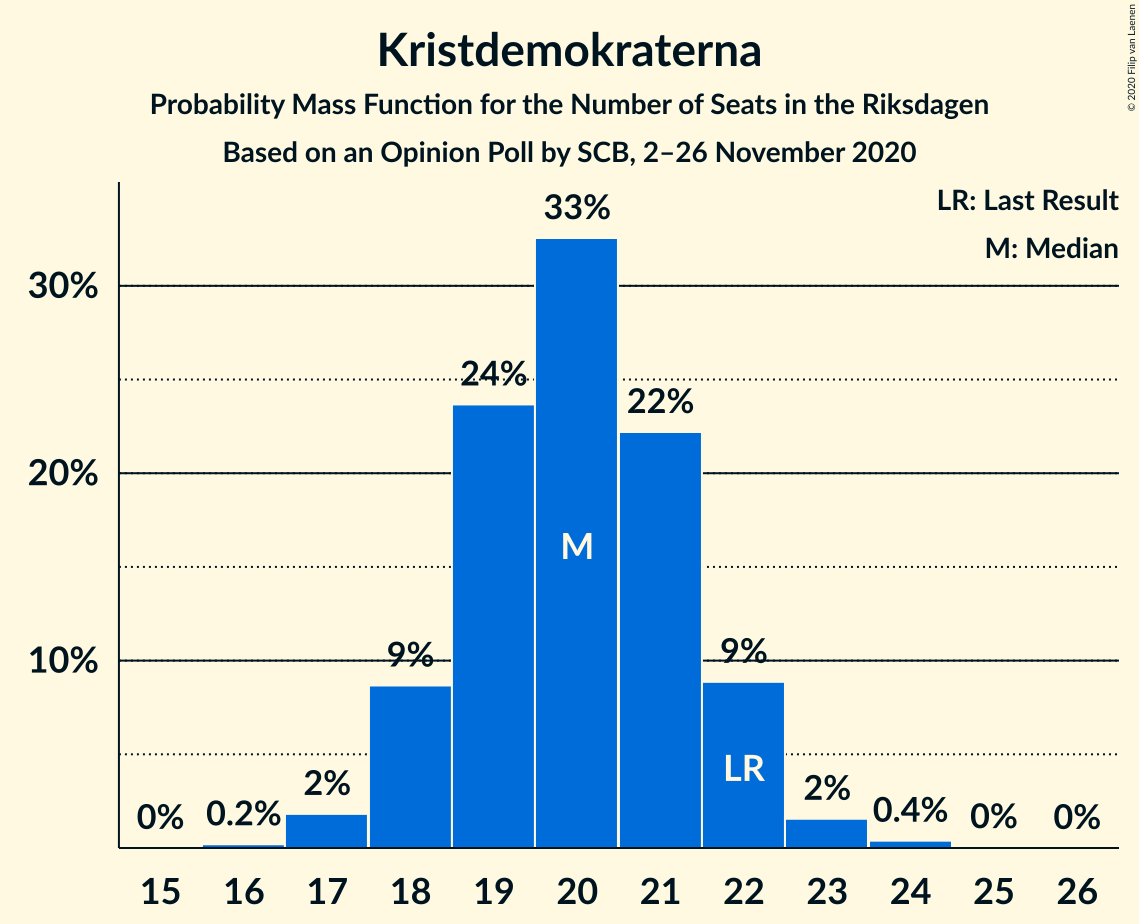 Kristdemokraterna
Probability Mass Function for the Number of Seats in the Riksdagen
Based on an Opinion Poll by SCB, 2–26 November 2020
© 2020 Filip van Laenen
LR: Last Result
M: Median
33%
30%
24%
22%
20%
M
10%
9%
9%
LR
2%
2%
0%
0.2%
0.4%
0%
0%
15 16 17 18 19 20 21 22 23 24 25 26